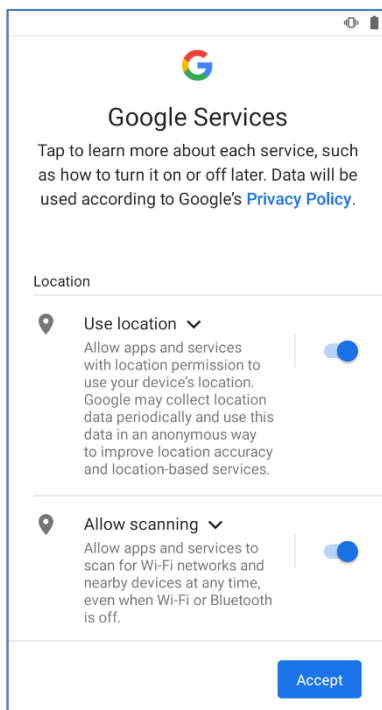 Google Services
Tap to learn more about each service, such
as how to turn it on or off later. Data will be
used according to Google's Privacy Policy.
Location
Use location
Allow apps and services
with location permission to
use your device's location.
Google may collect location
data periodically and use this
data in an anonymous way
to improve location accuracy
and location-based services.
Allow scanning
Allow apps and services to
scan for Wi-Fi networks and
nearby devices at any time,
even when Wi-Fi or Bluetooth
is off.
Accept